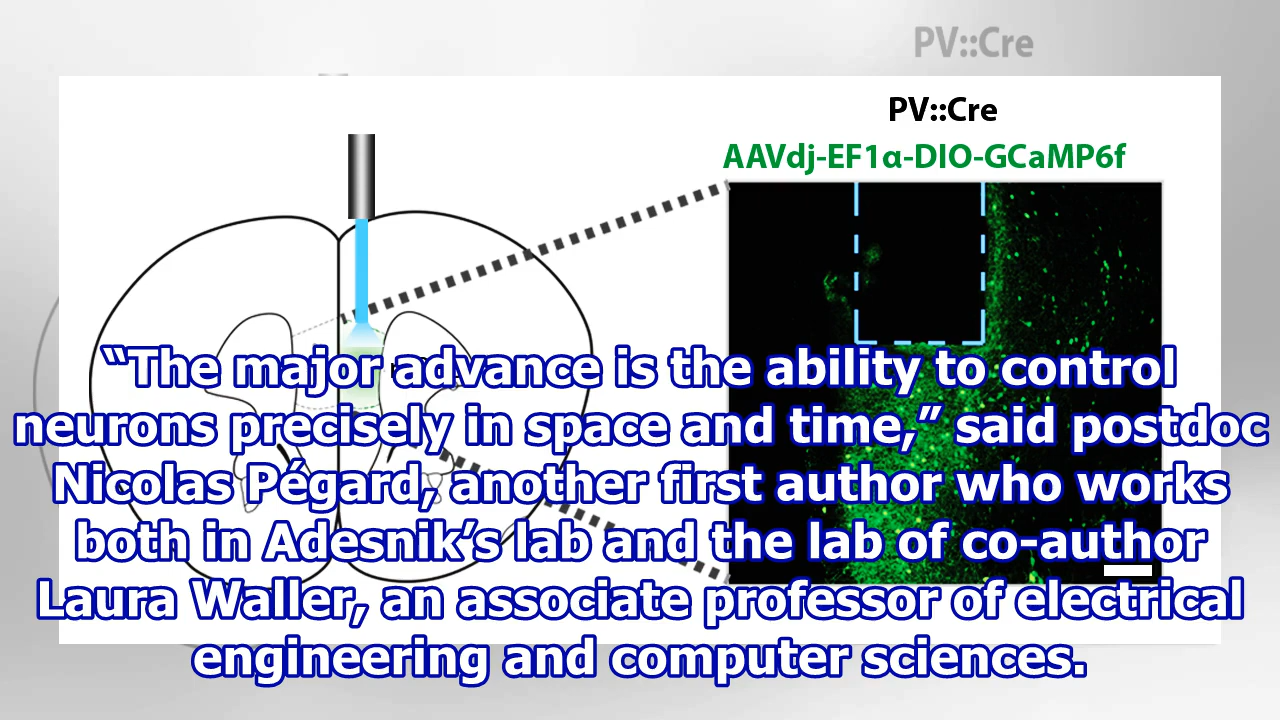 PV::Cre
PV::Cre
AAVdj-EF1α-DIO-GCaMP6f
“The major advance is the ability to control
neurons precisely in space and time,” said postdoc
Nicolas Pégard, another first author who works
both in Adesnik’s lab and the lab of co-author
Laura Waller, an associate professor of electrical
engineering and computer sciences.